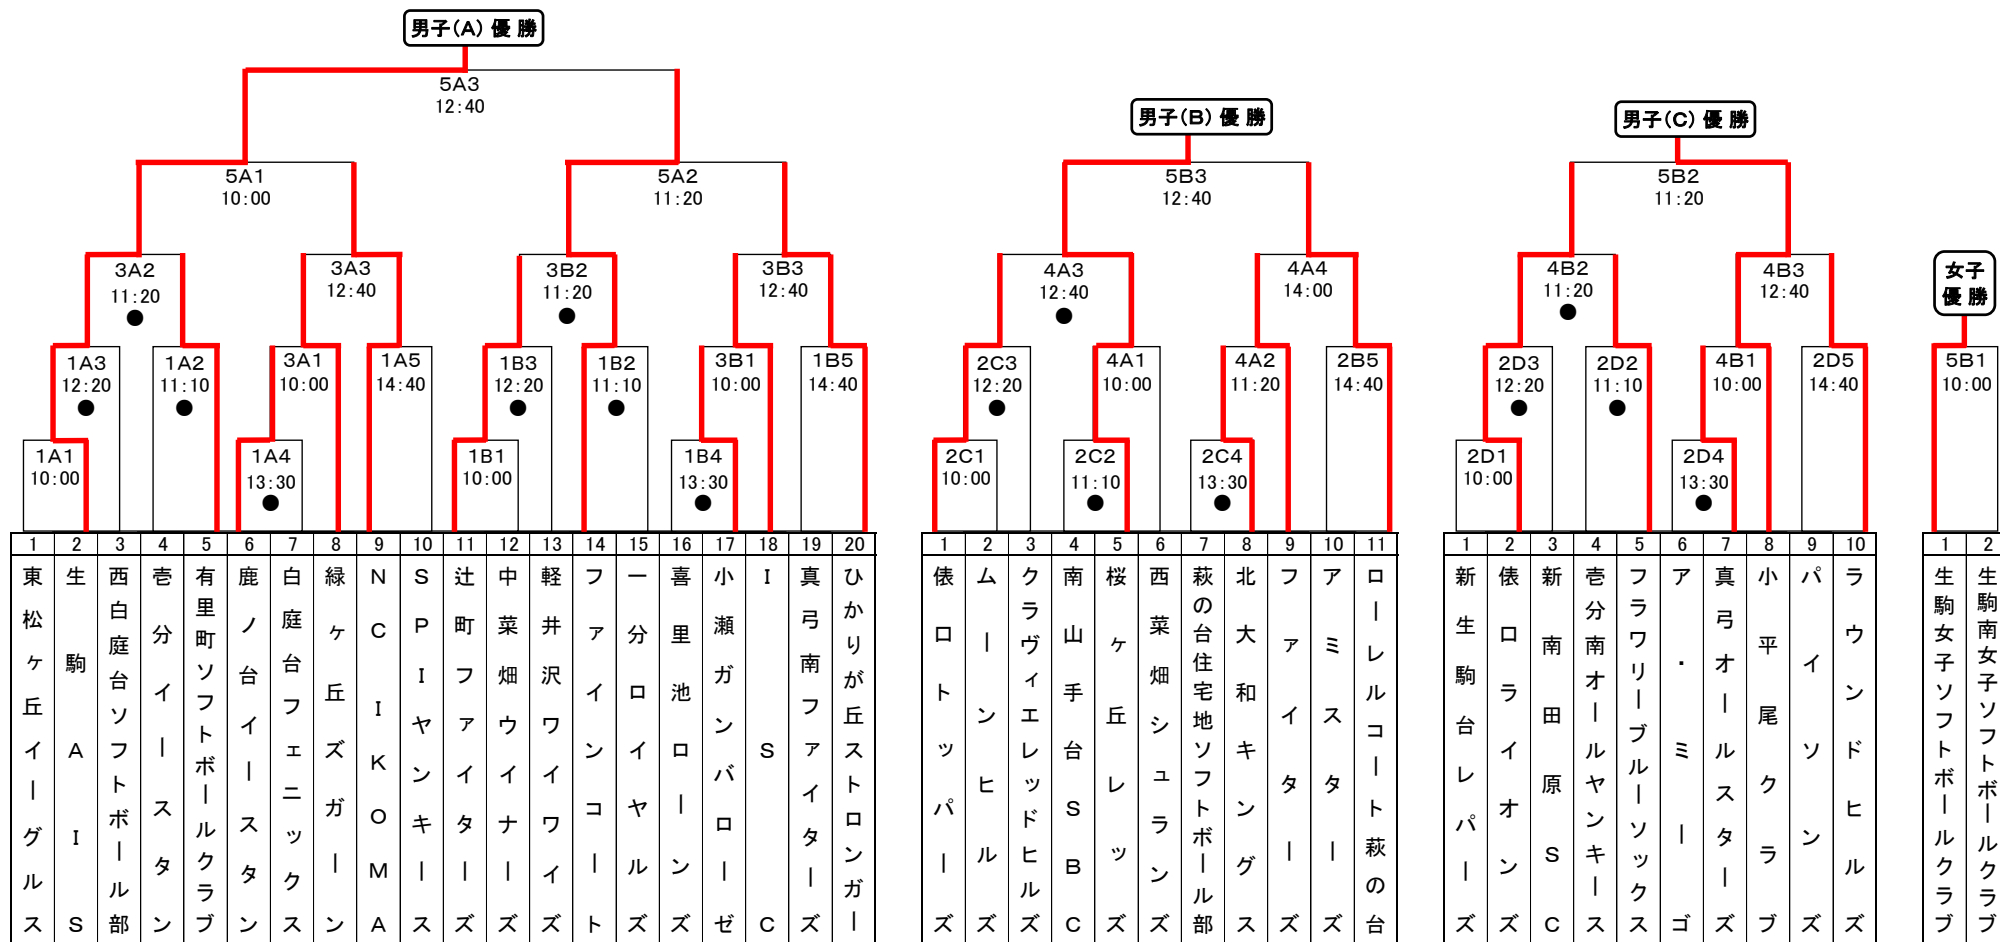 男子(A) 優 勝
5A3
12:40
男子(B) 優 勝
男子(C) 優 勝
5A1
10:00
5A2
11:20
5B3
12:40
5B2
11:20
3A2
11:20
3A3
12:40
3B2
11:20
3B3
12:40
4A3
12:40
4A4
14:00
4B2
11:20
4B3
12:40
女子
優 勝
1A3
12:20
1A2
11:10
3A1
10:00
1A5
14:40
1B3
12:20
1B2
11:10
3B1
10:00
1B5
14:40
2C3
12:20
4A1
10:00
4A2
11:20
2B5
14:40
2D3
12:20
2D2
11:10
4B1
10:00
2D5
14:40
5B1
10:00
1A1
10:00
1A4
13:30
1B1
10:00
1B4
13:30
2C1
10:00
2C2
11:10
2C4
13:30
2D1
10:00
2D4
13:30
1 東松ヶ丘イーグルス
2 生駒AIS
3 西白庭台ソフトボール部
4 壱分イースタン
5 有里町ソフトボールクラブ
6 鹿ノ台イースタン
7 白庭台フェニックス
8 緑ヶ丘ズガーン
9 NC IKOMA
10 SPIヤンキース
11 辻町ファイターズ
12 中菜畑ウイナーズ
13 軽井沢ワイワイズ
14 ファインコート
15 一分ロイヤルズ
16 喜里池ローンズ
17 小瀬ガンバローゼ
18 ISC
19 真弓南ファイターズ
20 ひかりが丘ストロンガー
1 俵口トッパーズ
2 ムーンヒルズ
3 クラヴィエレッドヒルズ
4 南山手台SBC
5 桜ヶ丘レッズ
6 西菜畑シュランズ
7 萩の台住宅地ソフトボール部
8 北大和キングス
9 ファイターズ
10 アミスターズ
11 ローレルコート萩の台
1 新生駒台レパーズ
2 俵口ライオンズ
3 新南田原SC
4 壱分南オールヤンキース
5 フラワリーブルーソックス
6 ア・ミーゴ
7 真弓オールスターズ
8 小平尾クラブ
9 パイソンズ
10 ラウンドヒルズ
1 生駒女子ソフトボールクラブ
2 生駒南女子ソフトボールクラブ